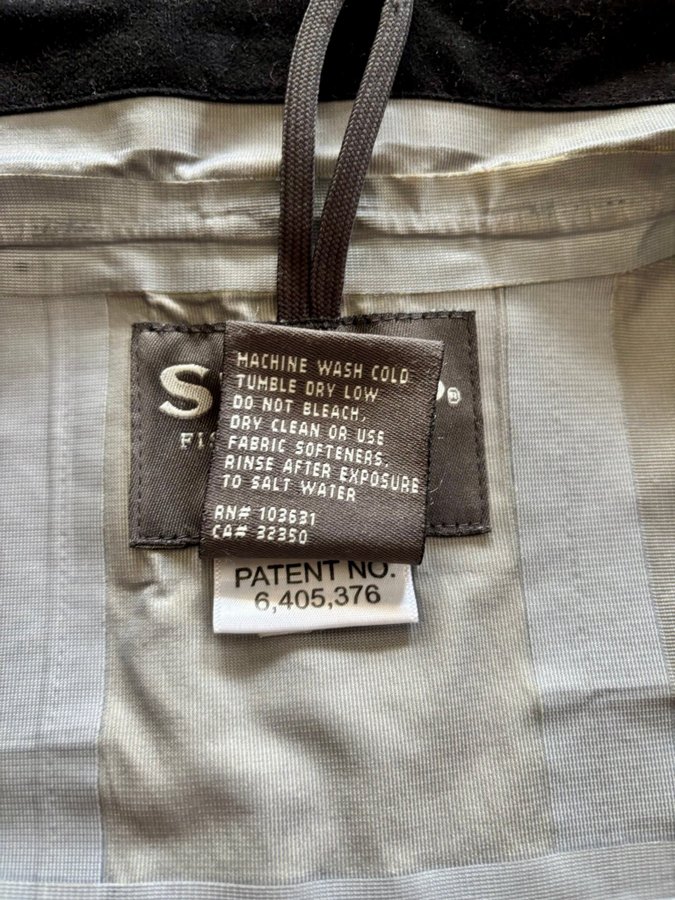 MACHINE WASH COLD
TUMBLE DRY LOW
DO NOT BLEACH,
DRY CLEAN OR USE
FABRIC SOFTENERS.
RINSE AFTER EXPOSURE
TO SALT WATER
RN# 103631
CA# 32350
PATENT NO.
6,405,376